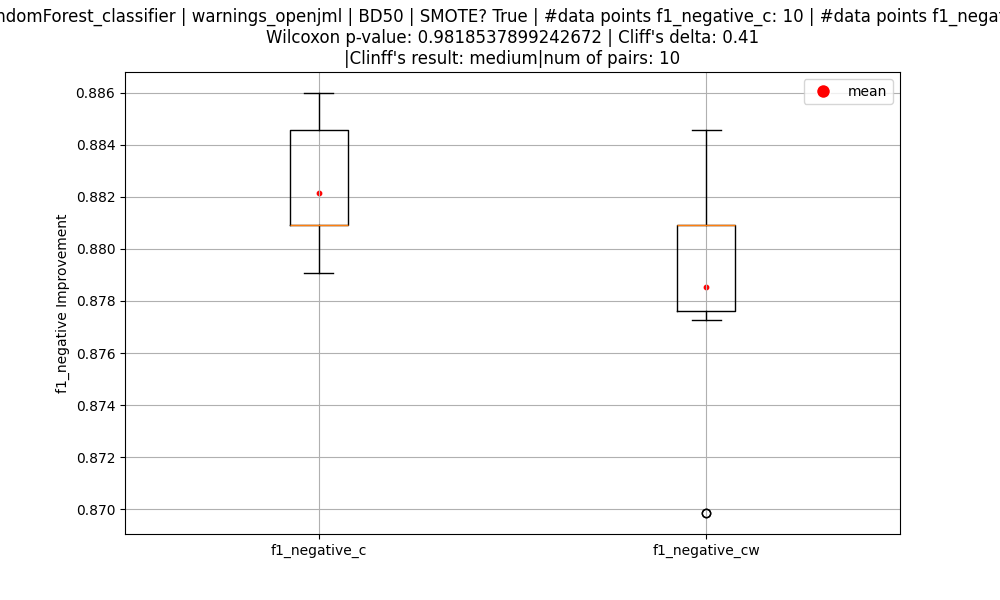 ndomForest_classifier | warnings_openjml | BD50 | SMOTE? True | #data points f1_negative_c: 10 | #data points f1_nega
Wilcoxon p-value: 0.9818537899242672 | Cliff's delta: 0.41
|Clinff's result: medium|num of pairs: 10
mean
0.886
0.884
0.882
0.880
0.878
0.876
0.874
0.872
0.870
f1_negative Improvement
f1_negative_c
f1_negative_cw